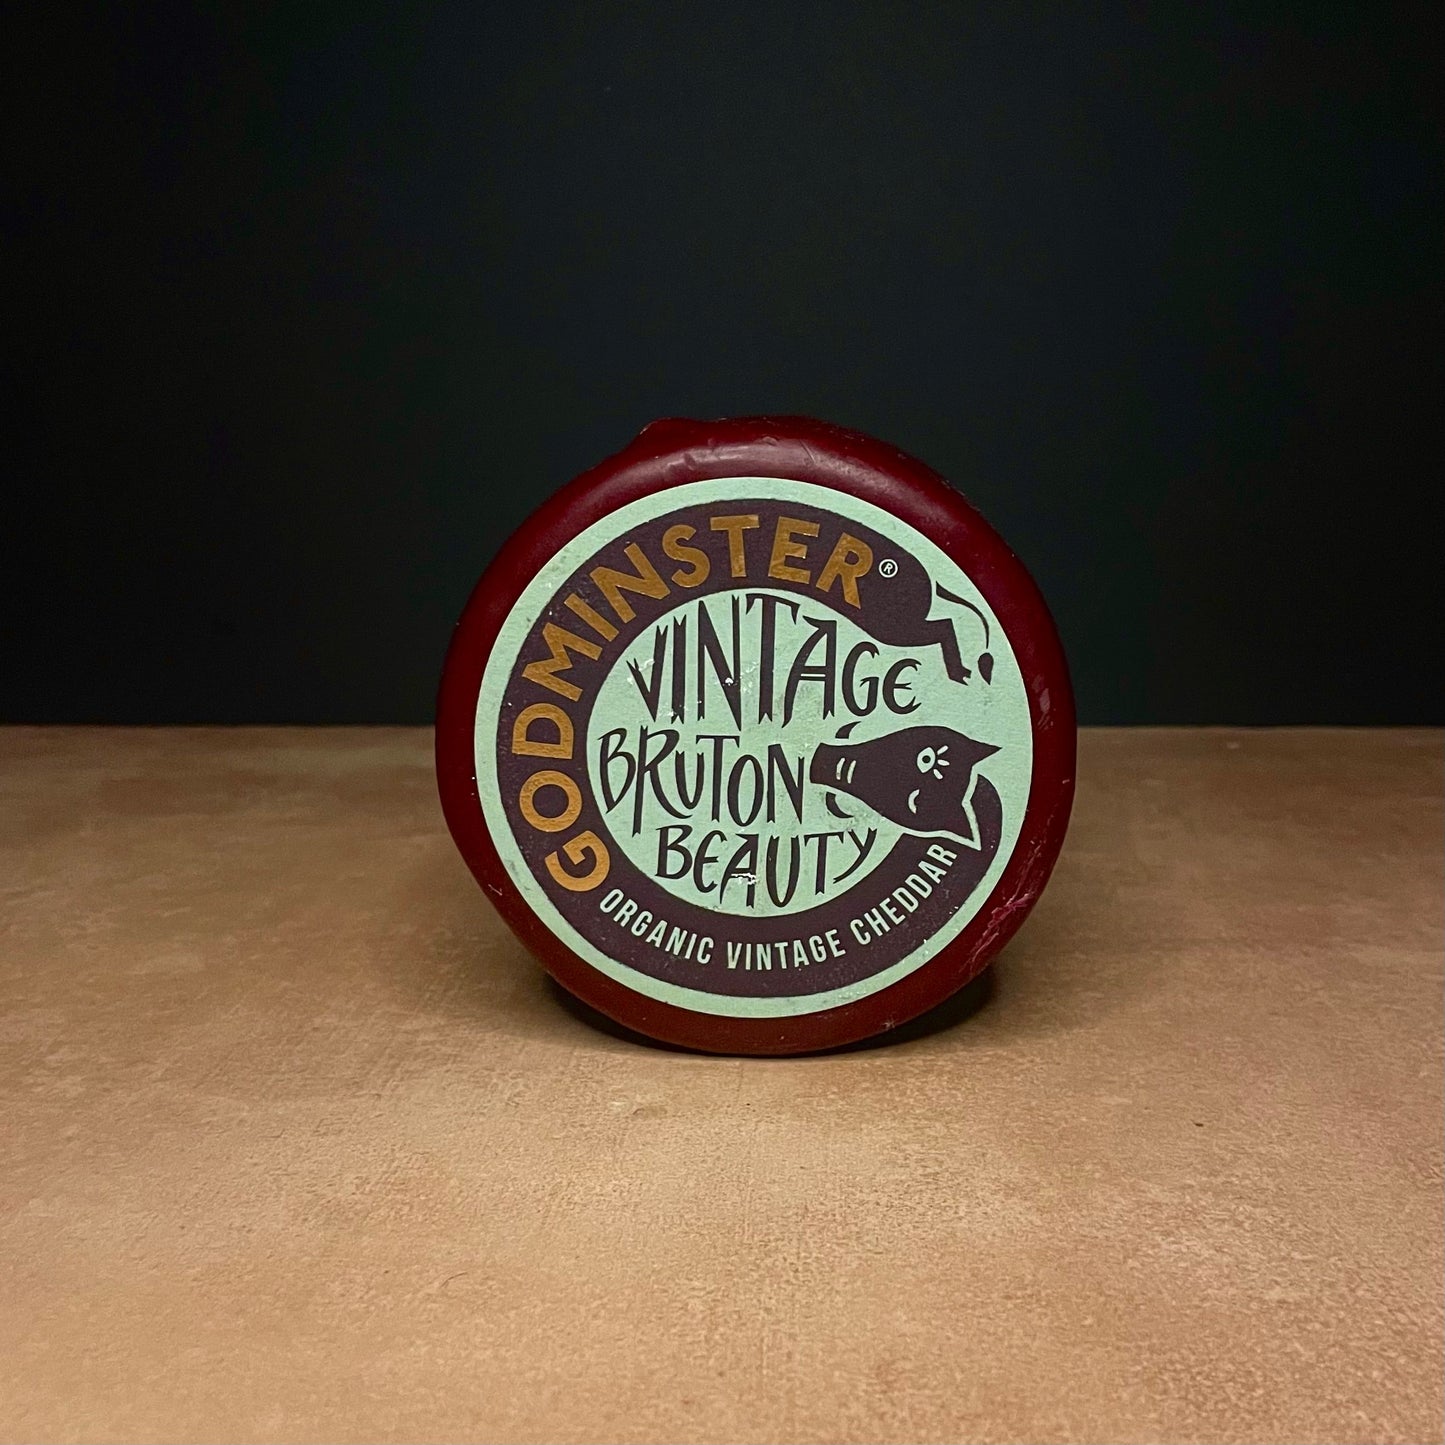 GODMINSTER®
VINTAGE
BRUTON
BEAUTY
ORGANIC VINTAGE CHEDDAR